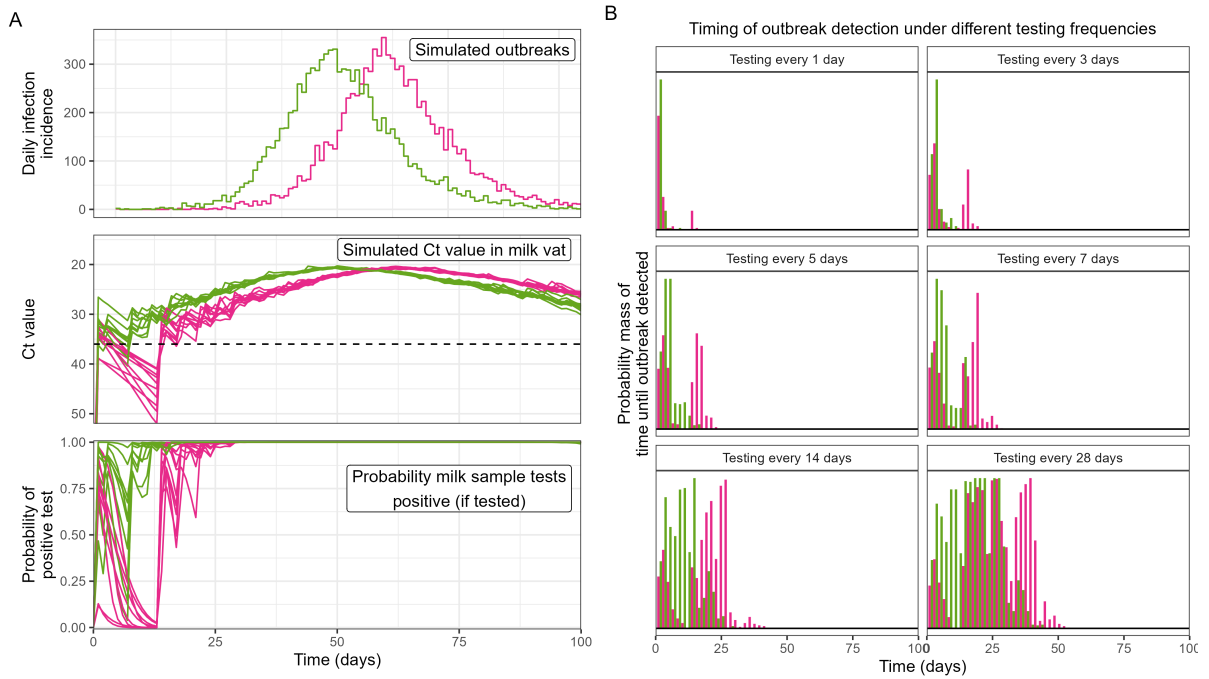 A
Simulated outbreaks
Daily infection
incidence
300
200
100
0
Simulated Ct value in milk vat
Ct value
20
30
40
50
Probability milk sample tests
positive (if tested)
Probability of
positive test
1.00
0.75
0.50
0.25
0.00
0 25 50 75 100
Time (days)
B
Timing of outbreak detection under different testing frequencies
Probability mass of
time until outbreak detected
Testing every 1 day Testing every 3 days
Testing every 5 days Testing every 7 days
Testing every 14 days Testing every 28 days
0 25 50 75 100 0 25 50 75 100
Time (days)